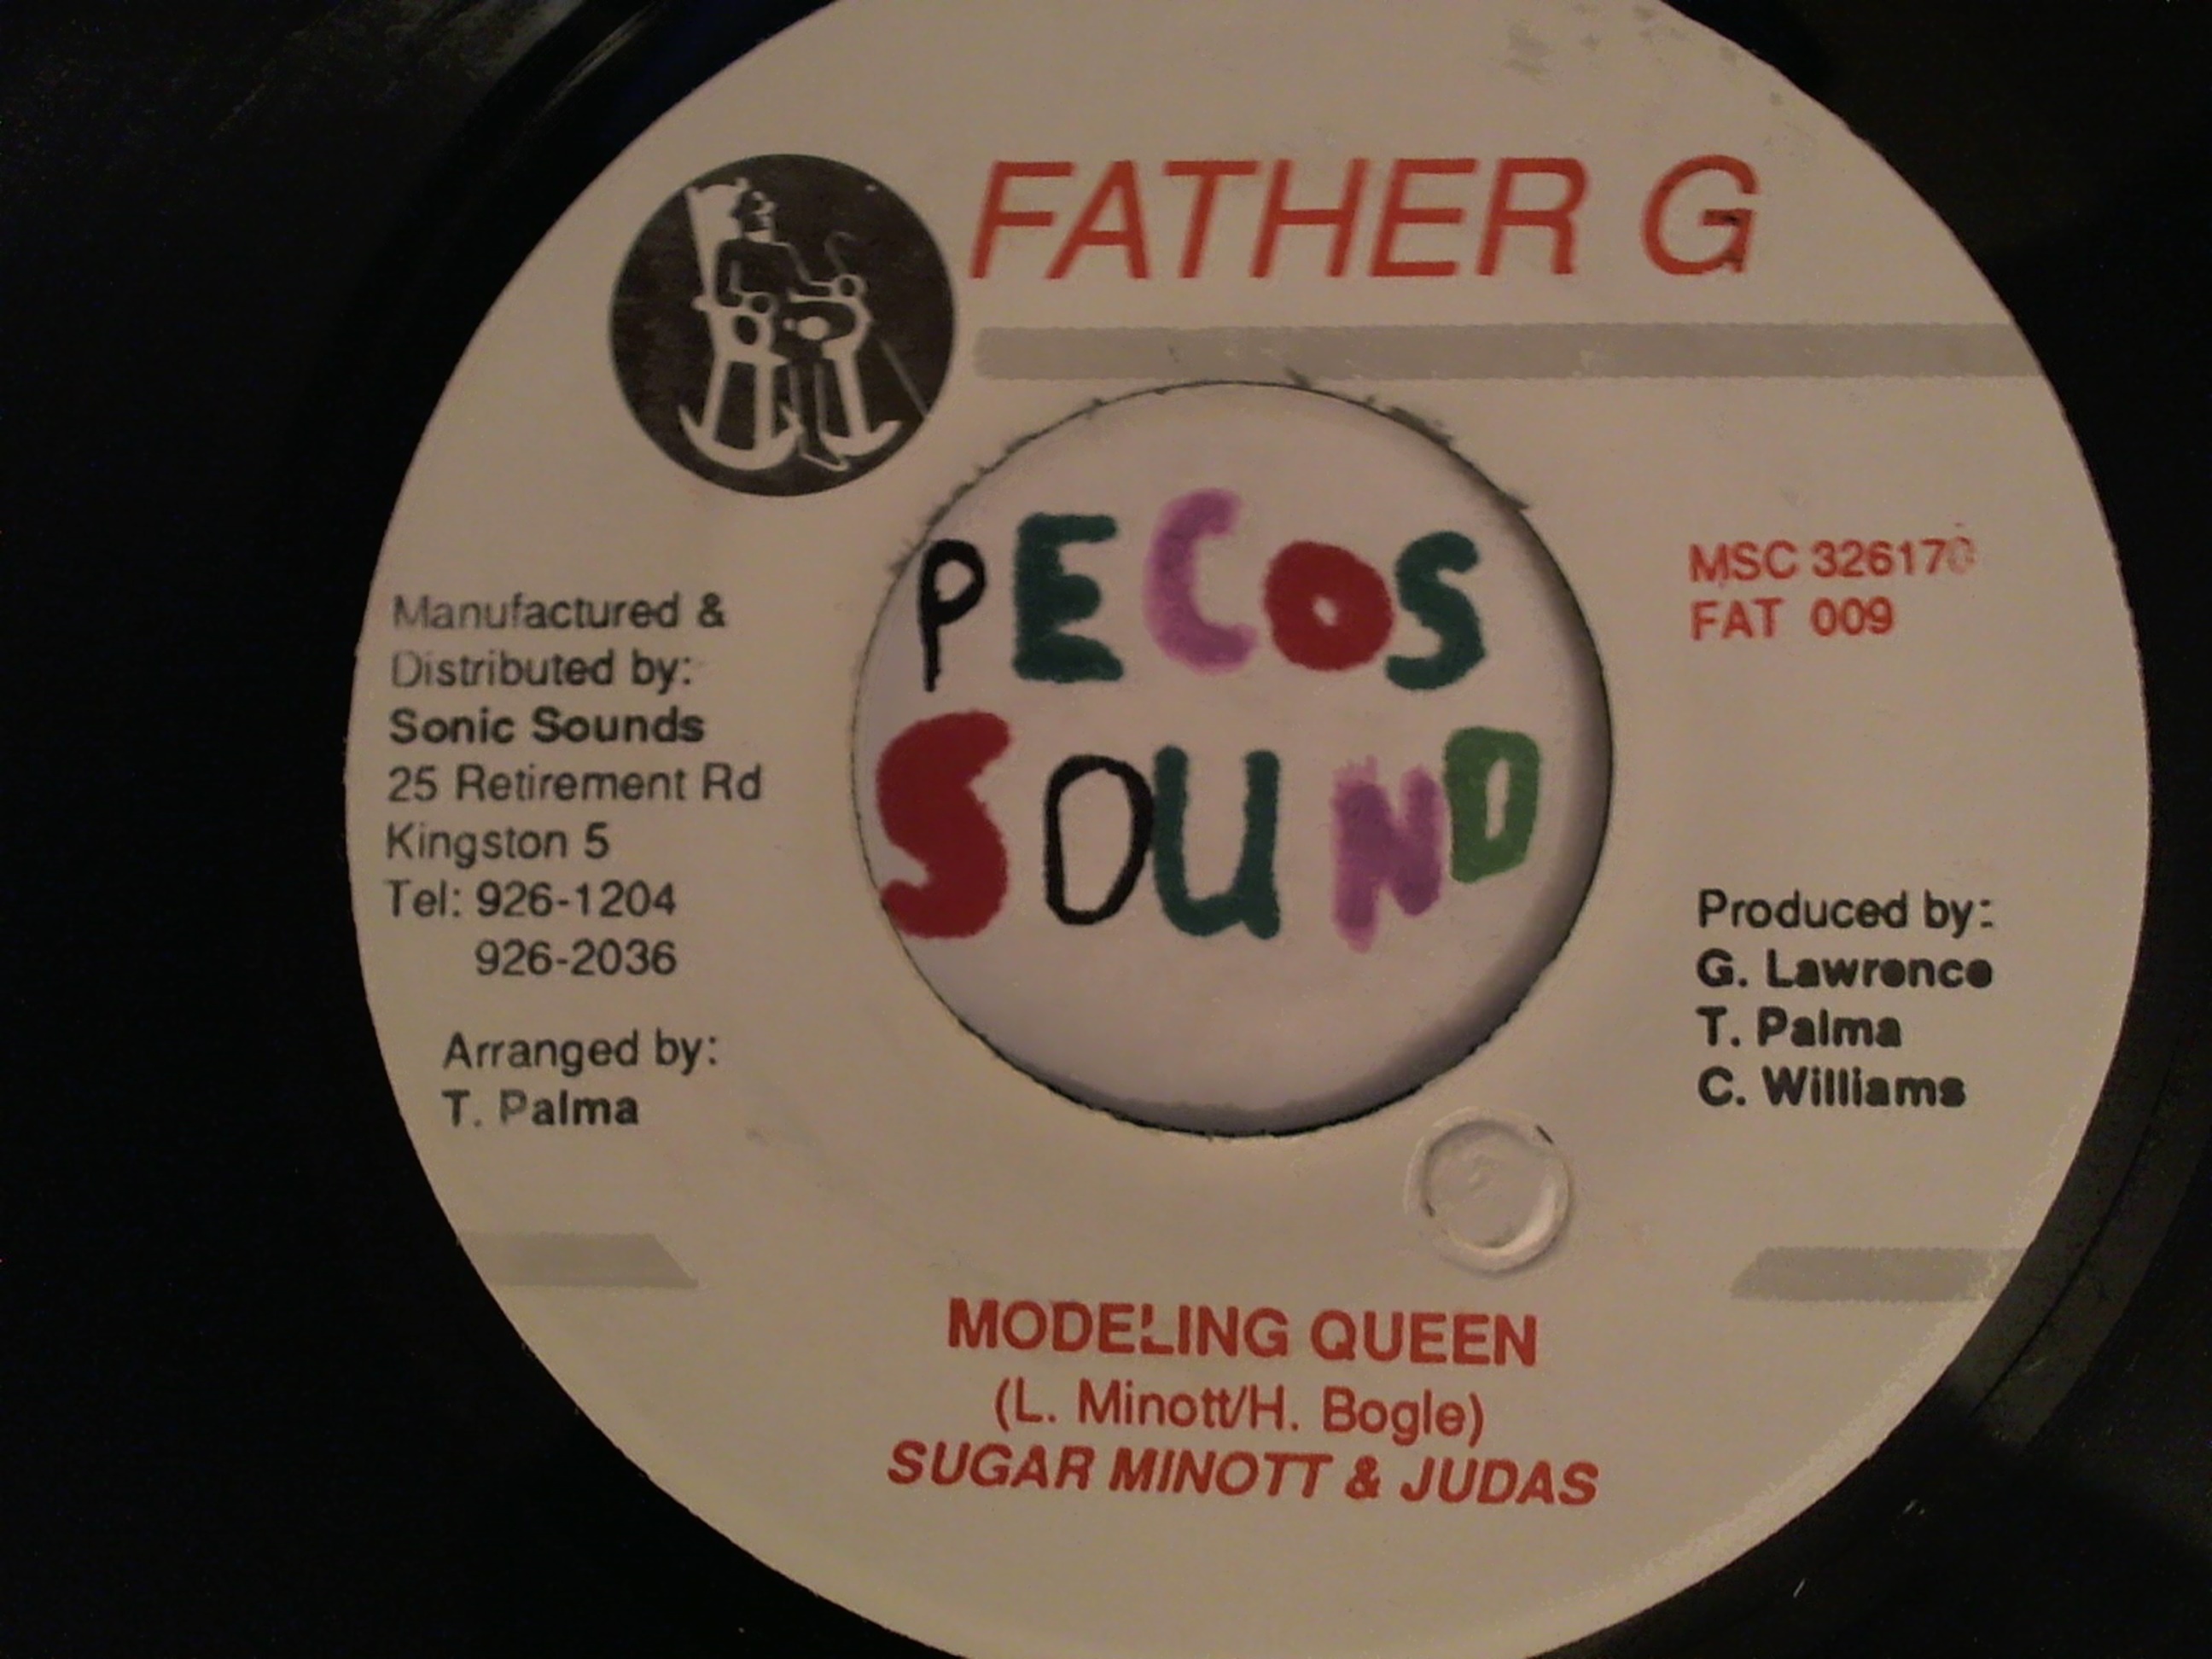 FATHER G
PECOS
SOUND
Manufactured &
Distributed by:
Sonic Sounds
25 Retirement Rd
Kingston 5
Tel: 926-1204
926-2036
Arranged by:
T. Palma
MSC 326170
FAT 009
Produced by:
G. Lawrence
T. Palma
C. Williams
MODELING QUEEN
(L. Minott/H. Bogle)
SUGAR MINOTT & JUDAS